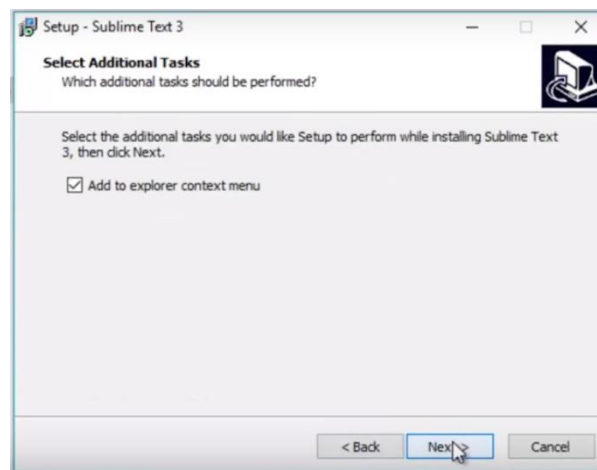 Setup - Sublime Text 3
Select Additional Tasks
Which additional tasks should be performed?
Select the additional tasks you would like Setup to perform while installing Sublime Text
3, then click Next.
Add to explorer context menu
< Back
Next >
Cancel